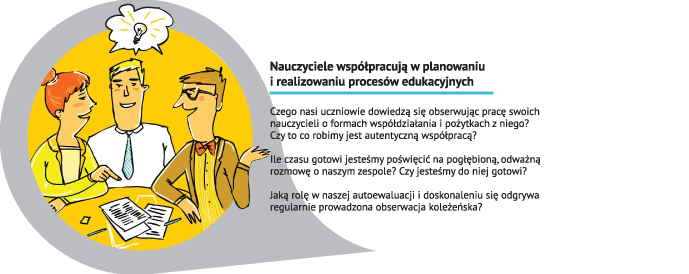 Nauczyciele współpracują w planowaniu
i realizowaniu procesów edukacyjnych
Czego nasi uczniowie dowiedzą się obserwując pracę swoich
nauczycieli o formach współdziałania i pożytkach z niego?
Czy to co robimy jest autentyczną współpracą?
Ile czasu gotowi jesteśmy poświęcić na pogłębioną, odważną
rozmowę o naszym zespole? Czy jesteśmy do niej gotowi?
Jaką rolę w naszej autoewaluacji i doskonaleniu się odgrywa
regularnie prowadzona obserwacja koleżeńska?